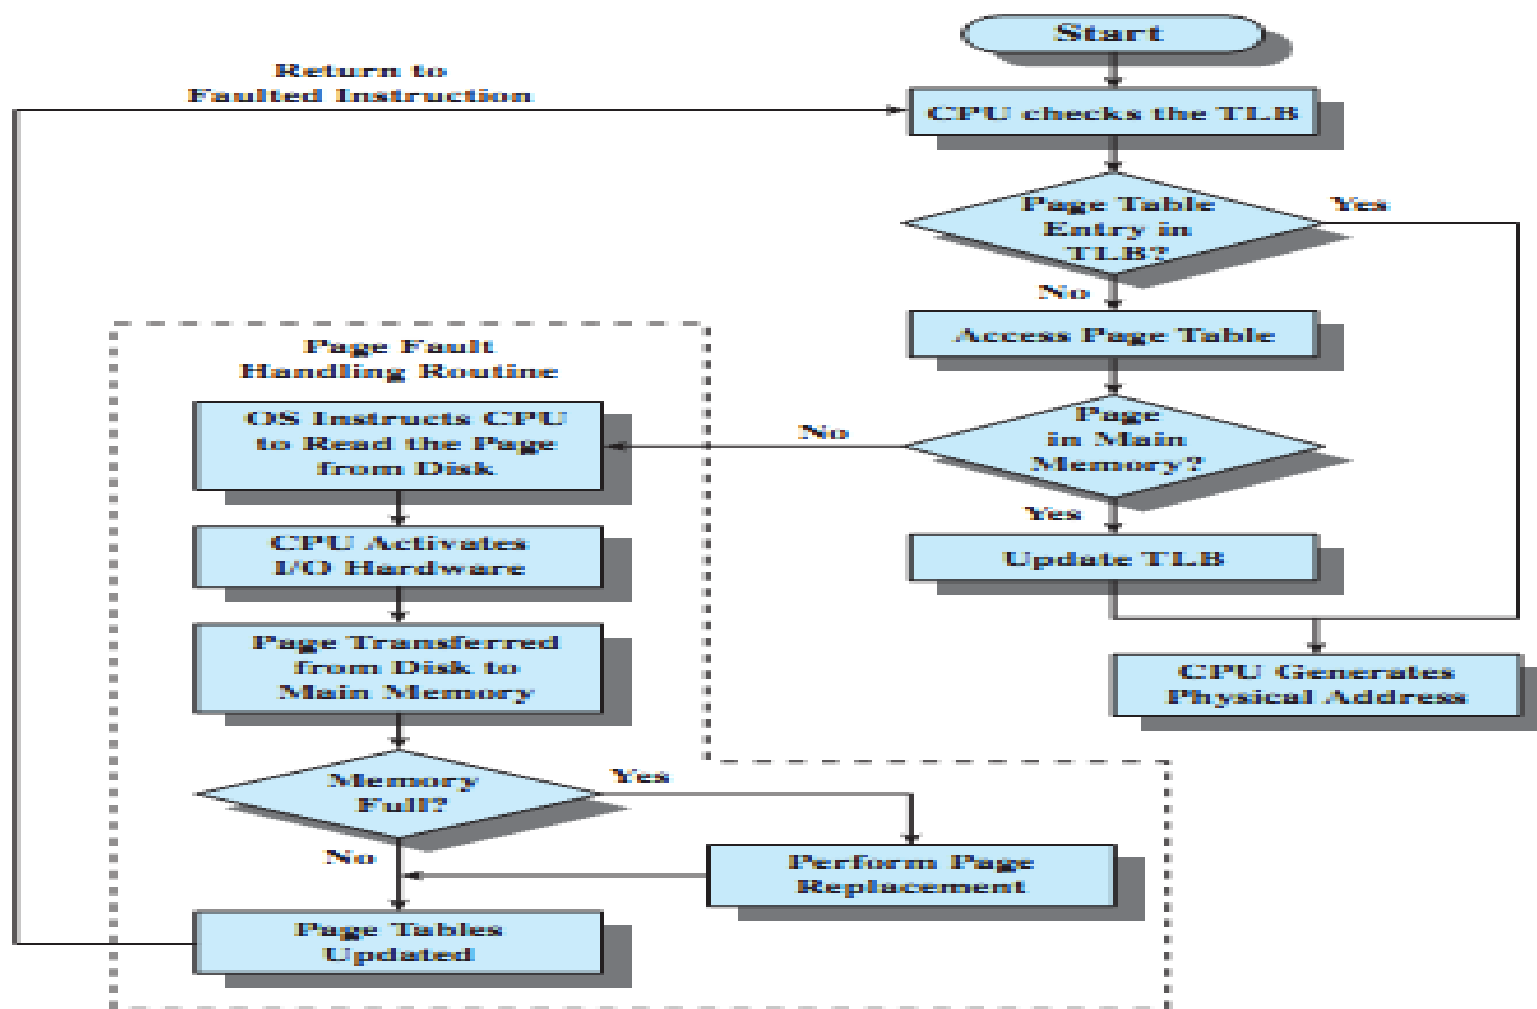 Start
Return to
Faulted Instruction
CPU checks the TLB
Page Table
Entry in
TLB?
Yes
No
Access Page Table
Page Fault
Handling Routine
OS Instructs CPU
to Read the Page
from Disk
No
Page
in Main
Memory?
Yes
CPU Activates
I/O Hardware
Update TLB
Page Transferred
from Disk to
Main Memory
CPU Generates
Physical Address
Memory
Full?
Yes
No
Perform Page
Replacement
Page Tables
Updated